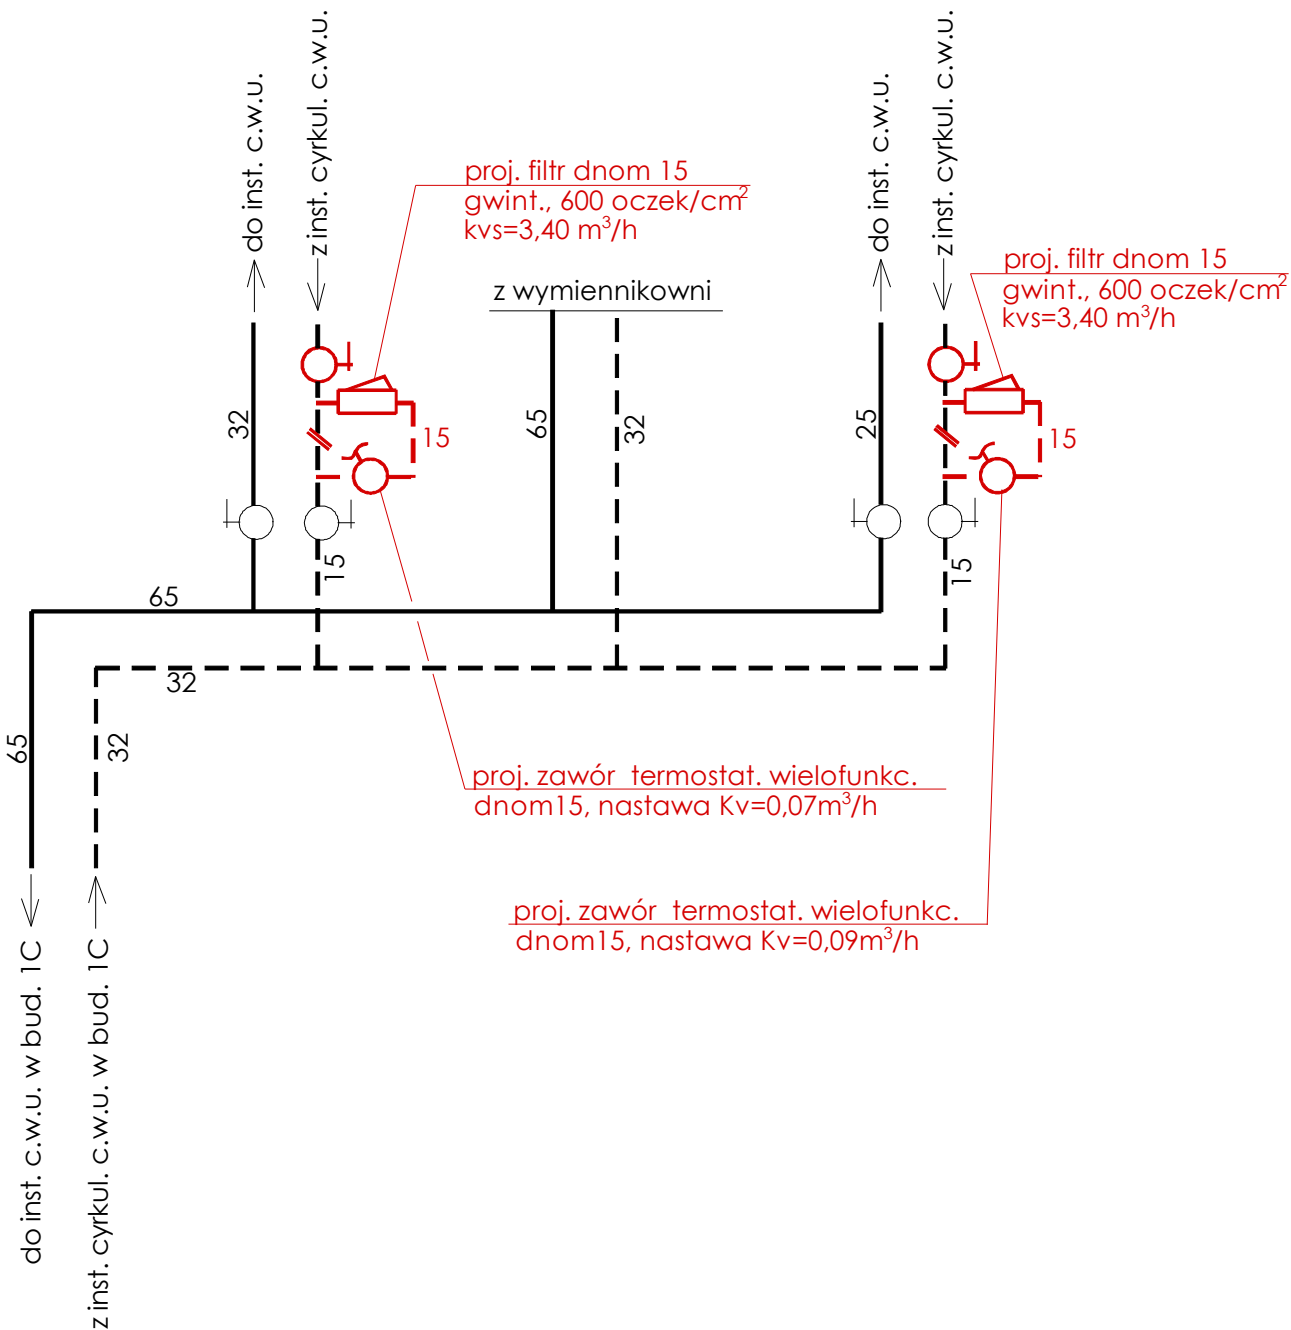 do inst. c.w.u.
z inst. cyrkul. c.w.u.
proj. filtr dnom 15
gwint., 600 oczek/cm²
kvs=3,40 m³/h
z wymiennikowni
do inst. c.w.u.
z inst. cyrkul. c.w.u.
proj. filtr dnom 15
gwint., 600 oczek/cm²
kvs=3,40 m³/h
32
15
65
32
25
15
15
15
65
32
65
32
proj. zawór termostat. wielofunkc.
dnom15, nastawa Kv=0,07m³/h
proj. zawór termostat. wielofunkc.
dnom15, nastawa Kv=0,09m³/h
do inst. c.w.u. w bud. 1C
z inst. cyrkul. c.w.u. w bud. 1C